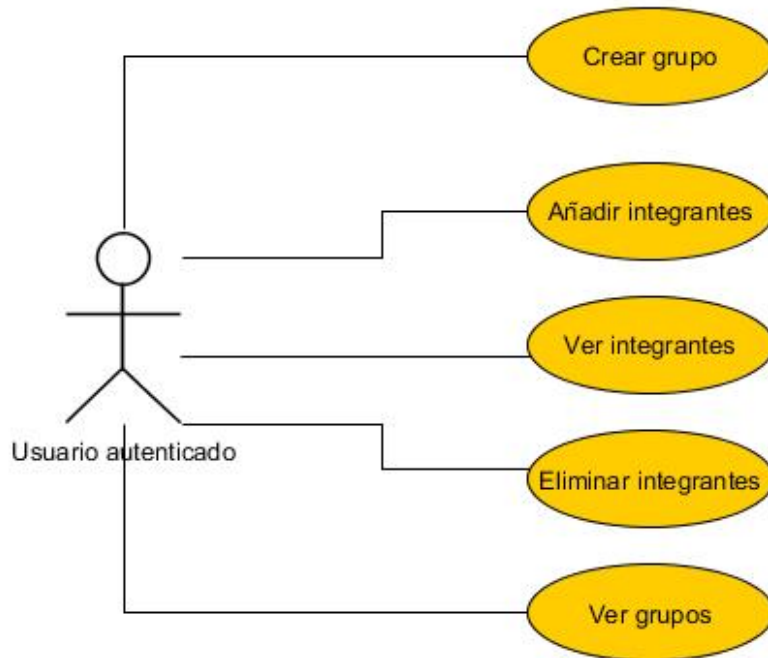 Crear grupo
Añadir integrantes
Ver integrantes
Eliminar integrantes
Usuario autenticado
Ver grupos